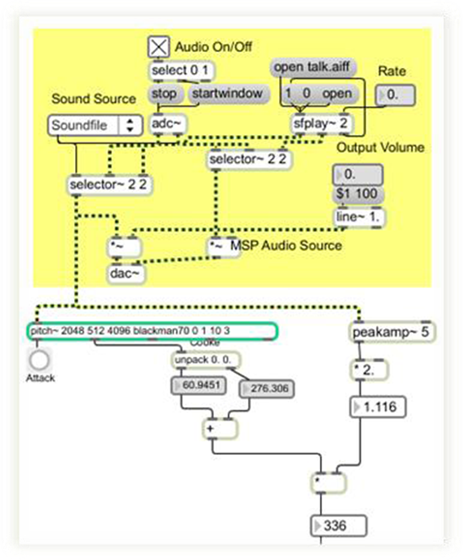 Audio On/Off
select 0 1
stop
startwindow
open talk.aiff
Rate
1
0
open
0.
Sound Source
Soundfile
adc~
sfplay~ 2
selector~ 2 2
Output Volume
0.
$1 100
line~ 1.
selector~ 2 2
*~
*~
MSP Audio Source
dac~
pitch~ 2048 512 4096 blackman70 0 1 10 3
peakamp~ 5
Cooke
unpack 0. 0.
Attack
60.9451
276.306
* 2.
1.116
+
*
336